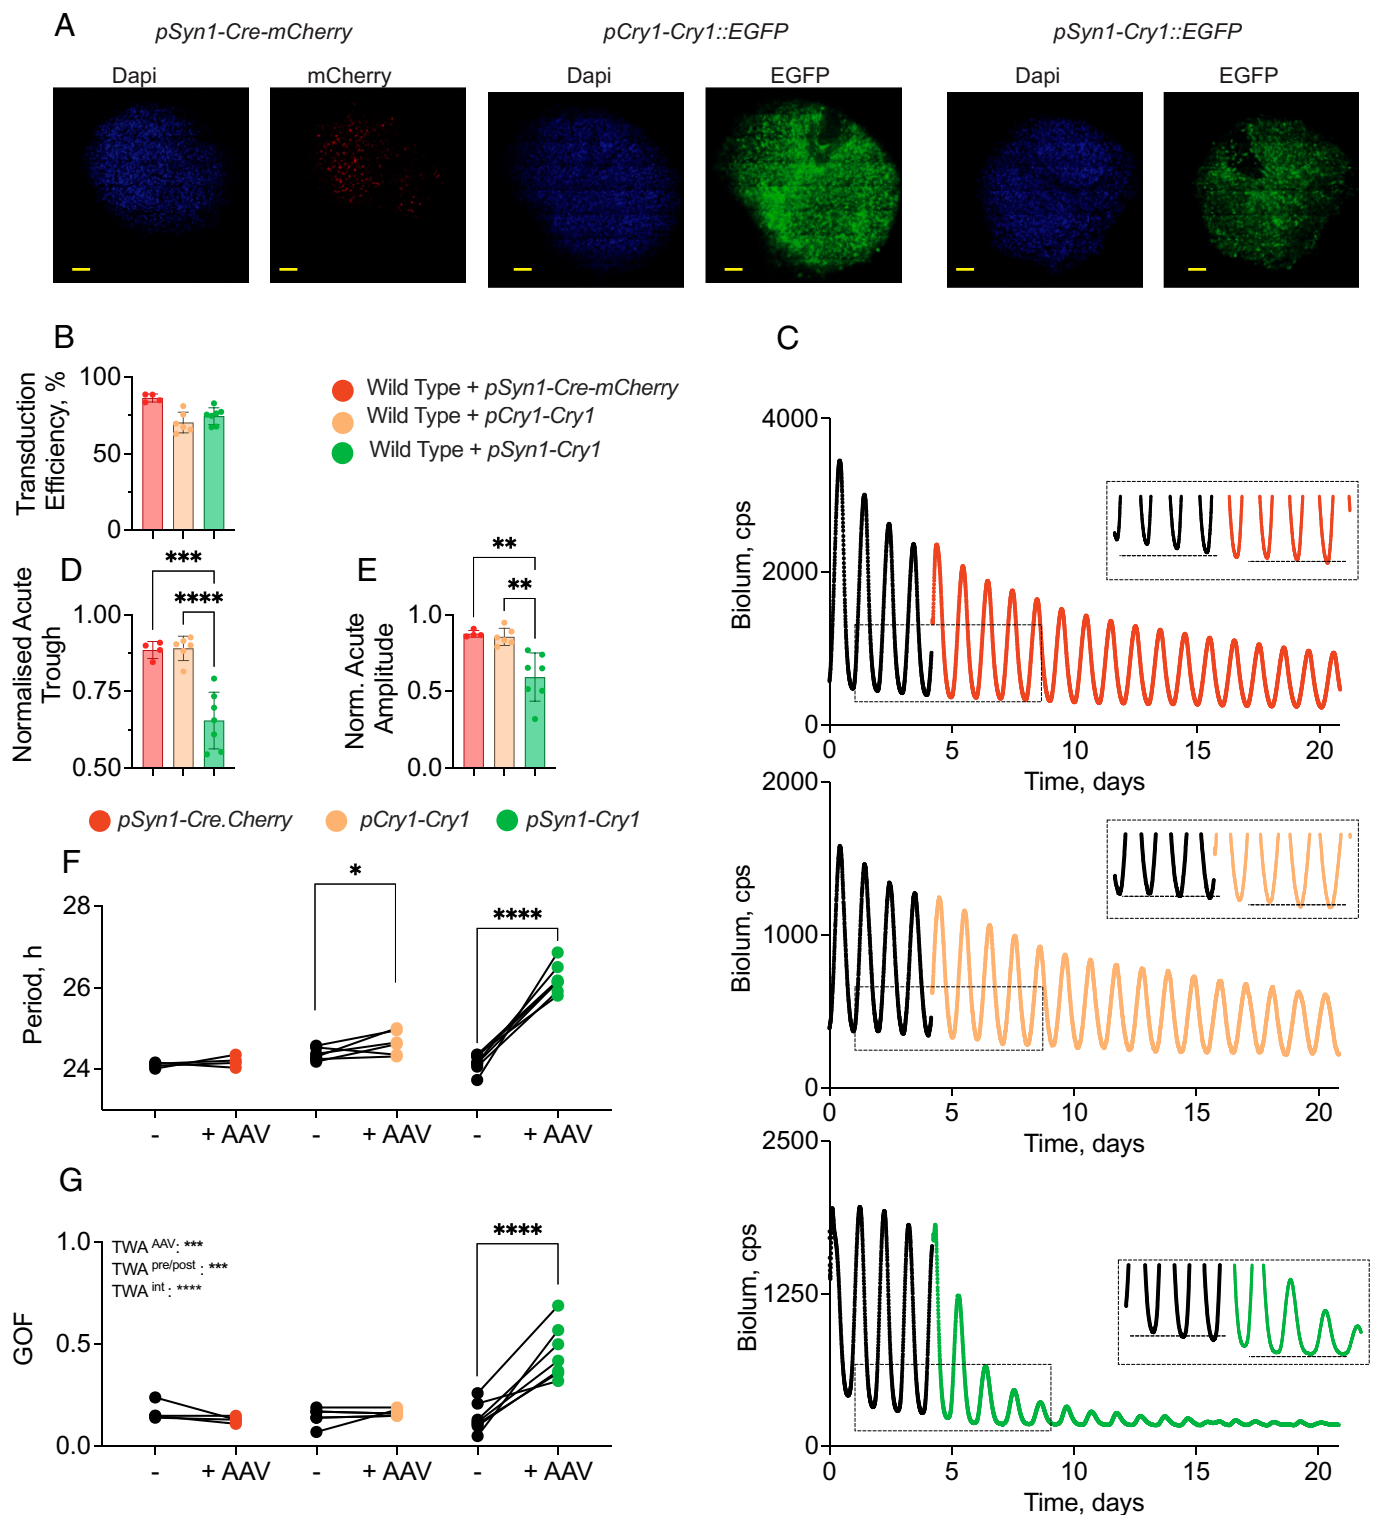 A
pSyn1-Cre-mCherry
pCry1-Cry1::EGFP
pSyn1-Cry1::EGFP
Dapi
mCherry
Dapi
EGFP
Dapi
EGFP
B
Transduction
Efficiency, %
100
50
0
Wild Type + pSyn1-Cre-mCherry
Wild Type + pCry1-Cry1
Wild Type + pSyn1-Cry1
C
Biolum, cps
4000
2000
0
0 5 10 15 20
Time, days
Biolum, cps
2000
1000
0
0 5 10 15 20
Time, days
Biolum, cps
2500
1250
0
0 5 10 15 20
Time, days
D
Normalised Acute
Trough
1.00
0.75
0.50
***
****
E
Norm. Acute
Amplitude
1.0
0.5
0.0
**
**
pSyn1-Cre.Cherry
pCry1-Cry1
pSyn1-Cry1
F
Period, h
28
26
24
*
****
- + AAV - + AAV - + AAV
G
GOF
1.0
0.5
0.0
TWA AAV: ***
TWA pre/post : ***
TWA int : ****
****
- + AAV - + AAV - + AAV